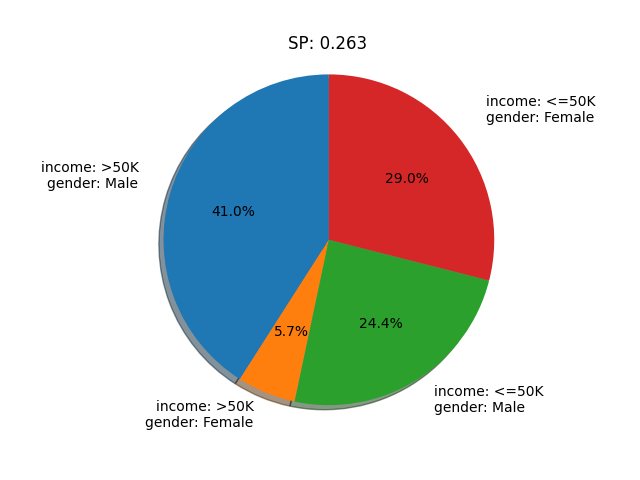 SP: 0.263
income: <=50K
gender: Female
29.0%
income: >50K
gender: Male
41.0%
5.7%
24.4%
income: <=50K
gender: Male
income: >50K
gender: Female